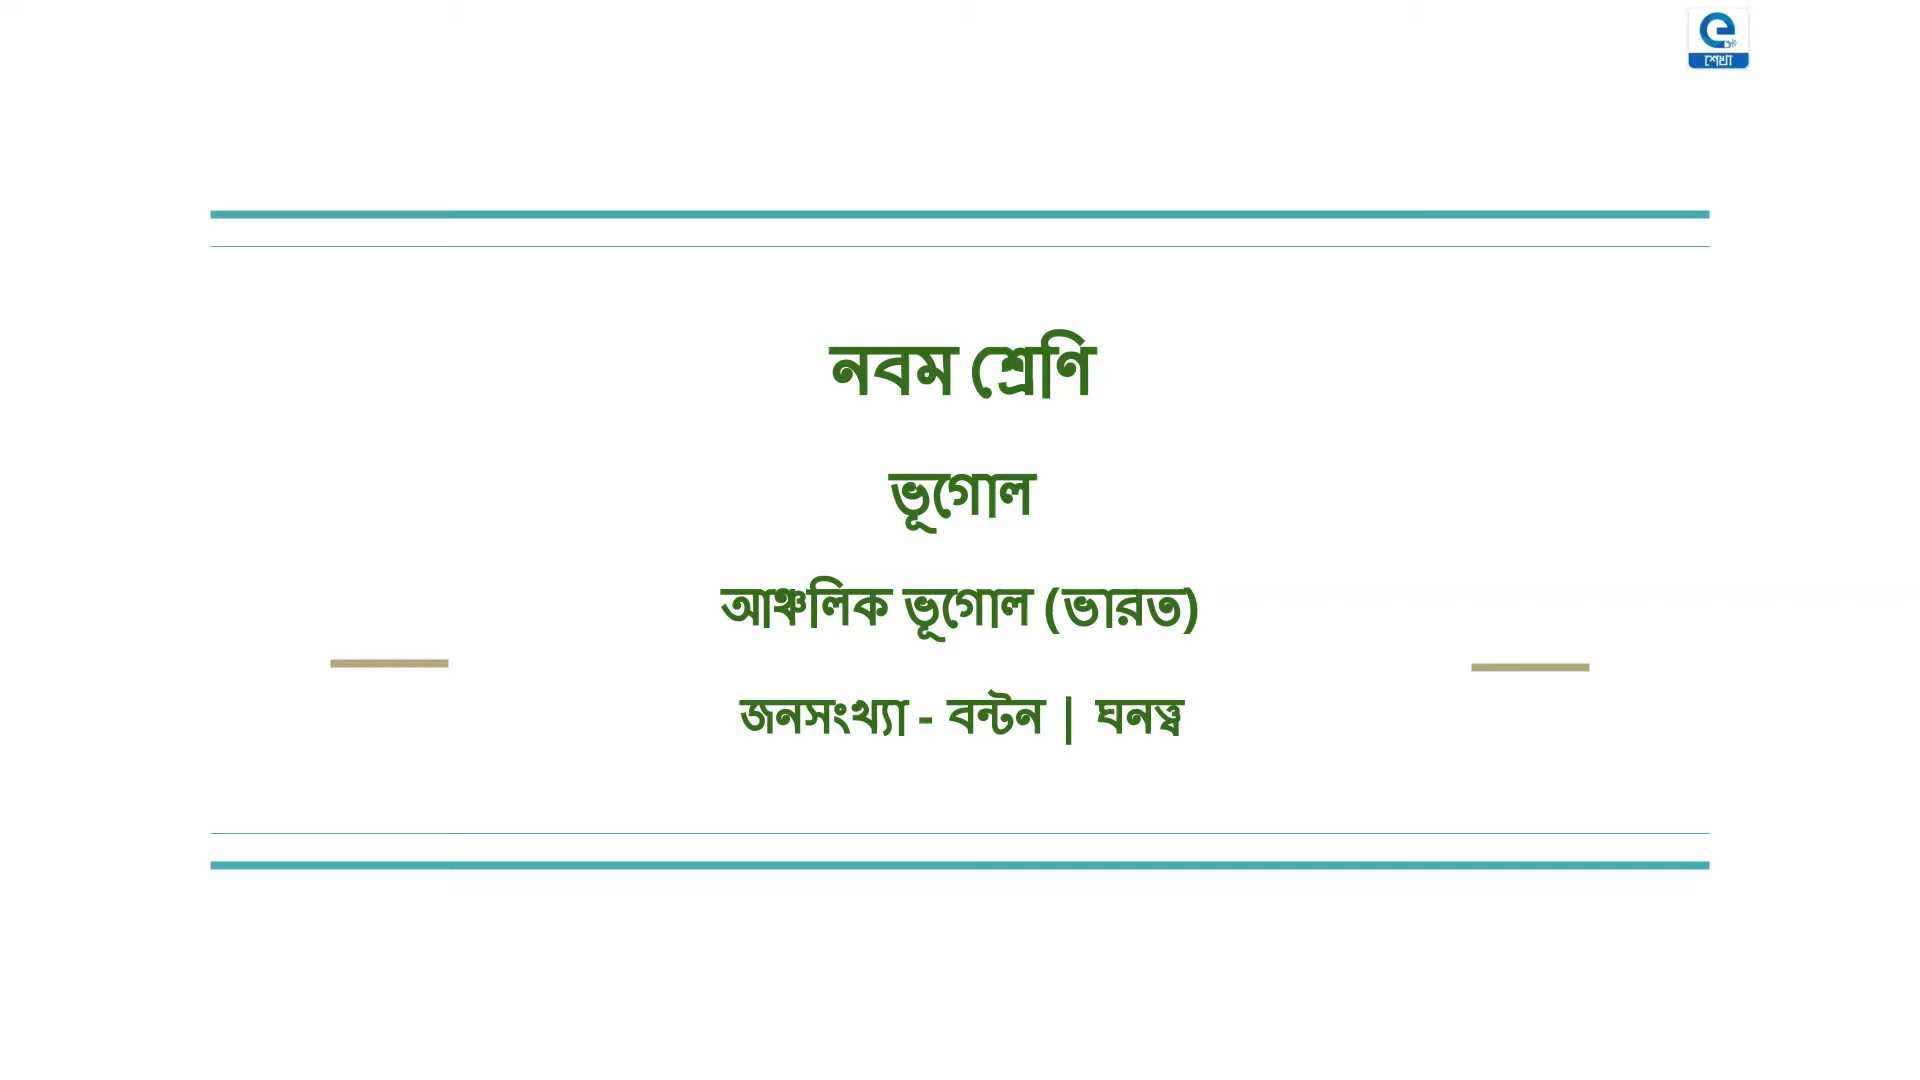 e
শেখা
নবম শ্রেণি
ভূগোল
আঞ্চলিক ভূগোল (ভারত)
জনসংখ্যা - বন্টন | ঘনত্ত্ব